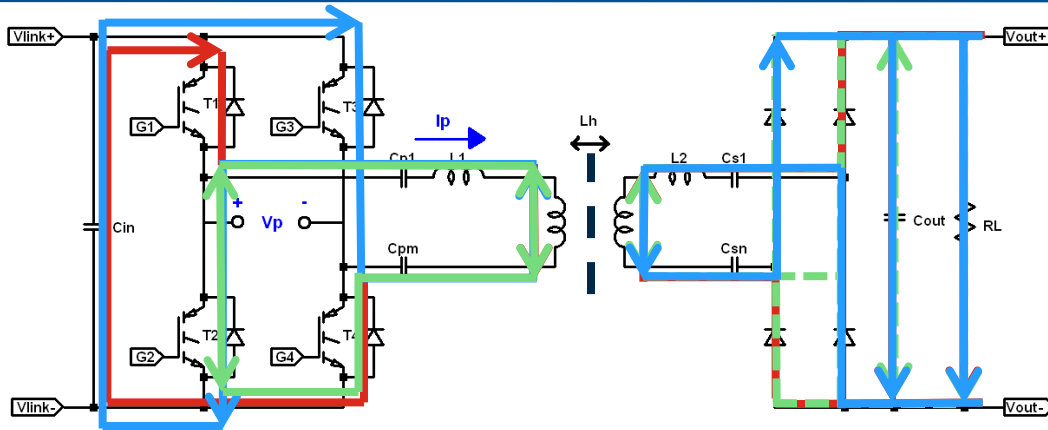 Vlink+
Vout+
T1
T3
G1
G3
Ip
Lh
Cp1
L1
L2
Cs1
+
-
Vp
Cin
Cout
RL
Cpm
Csn
T2
T4
G2
G4
Vlink-
Vout-